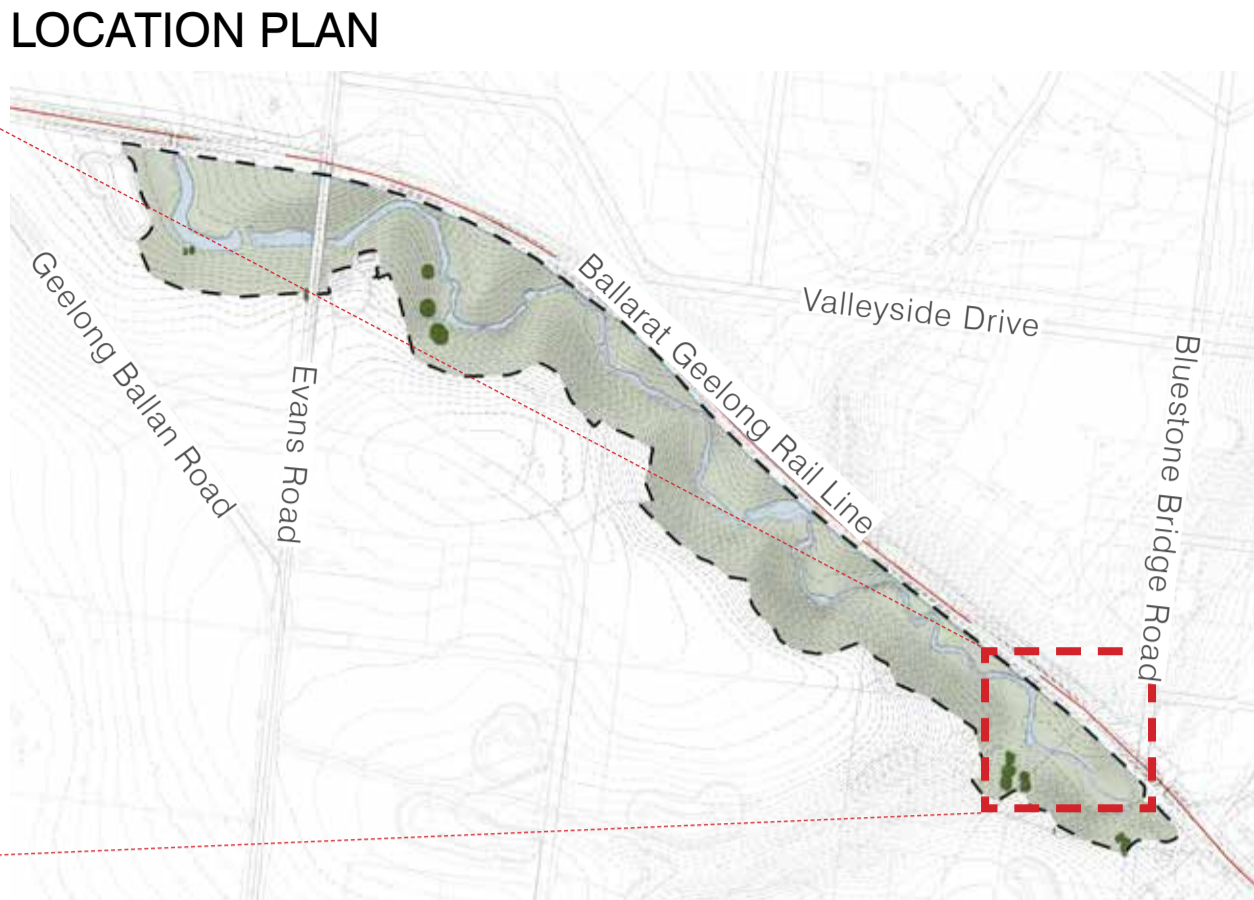 LOCATION PLAN
Geelong Ballan Road
Evans Road
Ballarat Geelong Rail Line
Valleyside Drive
Bluestone Bridge Road